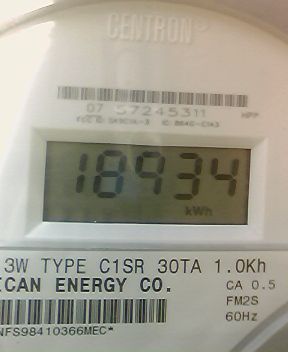 CENTRON®
07 57245311 HPP
18934
kWh
3W TYPE C1SR 30TA 1.0Kh
ICAN ENERGY CO. CA 0.5
FM2S
NFS98410366MEC* 60Hz